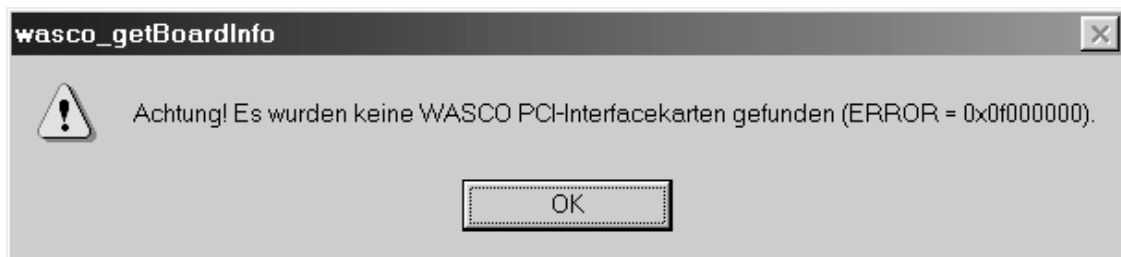 wasco_getBoardInfo
Achtung! Es wurden keine WASCO PCI-Interfacekarten gefunden (ERROR = 0x0f000000).
OK